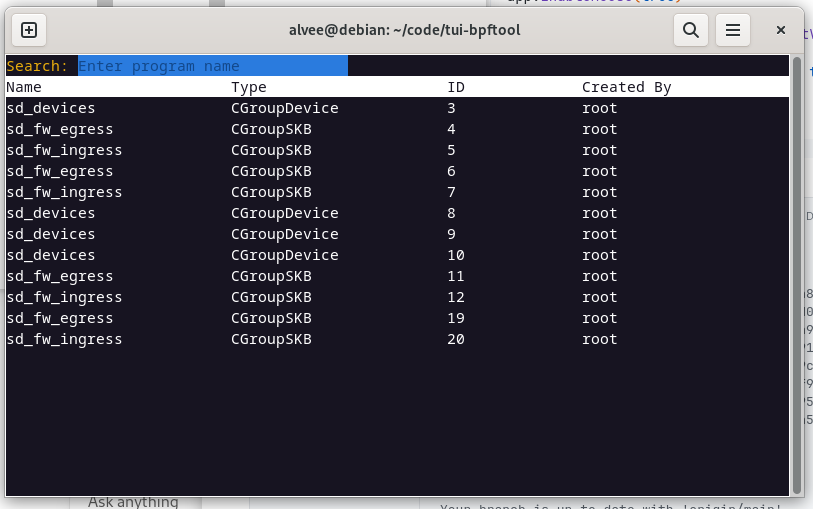 alvee@debian: ~/code/tui-bpftool
Search: Enter program name
Name Type ID Created By
sd_devices CGroupDevice 3 root
sd_fw_egress CGroupSKB 4 root
sd_fw_ingress CGroupSKB 5 root
sd_fw_egress CGroupSKB 6 root
sd_fw_ingress CGroupSKB 7 root
sd_devices CGroupDevice 8 root
sd_devices CGroupDevice 9 root
sd_devices CGroupDevice 10 root
sd_fw_egress CGroupSKB 11 root
sd_fw_ingress CGroupSKB 12 root
sd_fw_egress CGroupSKB 19 root
sd_fw_ingress CGroupSKB 20 root
Ask anything
Your branch is up to date with 'origin/main'